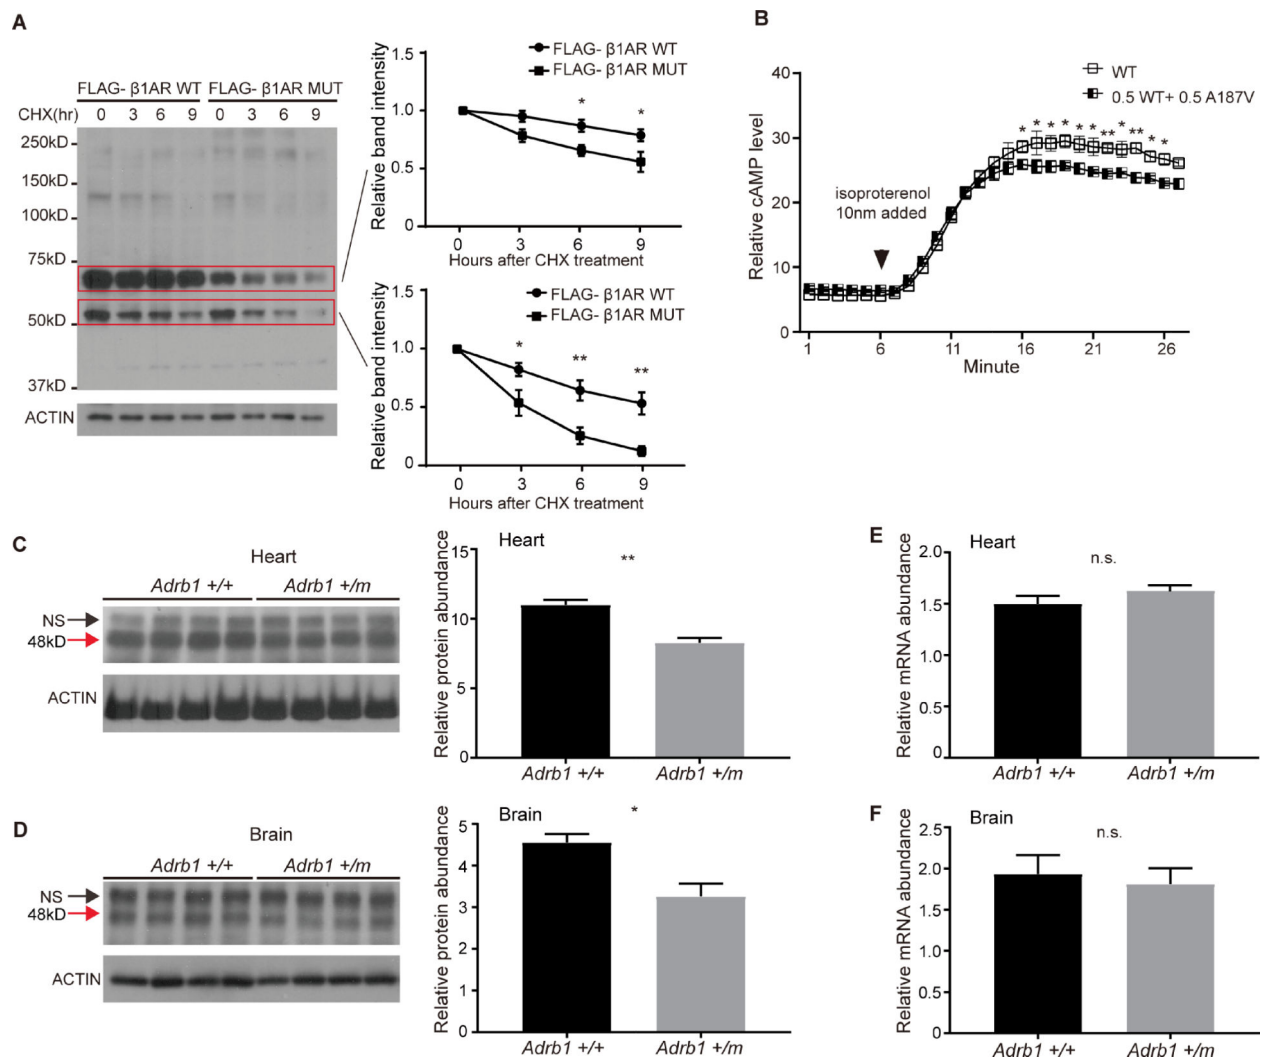 A
FLAG- β1AR WT FLAG- β1AR MUT
CHX(hr) 0 3 6 9 0 3 6 9
250kD
150kD
100kD
75kD
50kD
37kD
ACTIN
Relative band intensity
1.5
1.0
0.5
0
FLAG- β1AR WT
FLAG- β1AR MUT
* *
0 3 6 9
Hours after CHX treatment
Relative band intensity
1.5
1.0
0.5
0
FLAG- β1AR WT
FLAG- β1AR MUT
* ** **
0 3 6 9
Hours after CHX treatment
B
Relative cAMP level
40
30
20
10
0
WT
0.5 WT+ 0.5 A187V
* * * * * * ** * ** * *
isoproterenol
10nm added
1 6 11 16 21 26
Minute
C
Heart
Adrb1 +/+ Adrb1 +/m
NS
48kD
ACTIN
Relative protein abundance
15
10
5
0
Heart
**
Adrb1 +/+ Adrb1 +/m
E
Relative mRNA abundance
2.0
1.5
1.0
0.5
0
Heart
n.s.
Adrb1 +/+ Adrb1 +/m
D
Brain
Adrb1 +/+ Adrb1 +/m
NS
48kD
ACTIN
Relative protein abundance
5
4
3
2
1
0
Brain
*
Adrb1 +/+ Adrb1 +/m
F
Relative mRNA abundance
2.5
2.0
1.5
1.0
0.5
0
Brain
n.s.
Adrb1 +/+ Adrb1 +/m